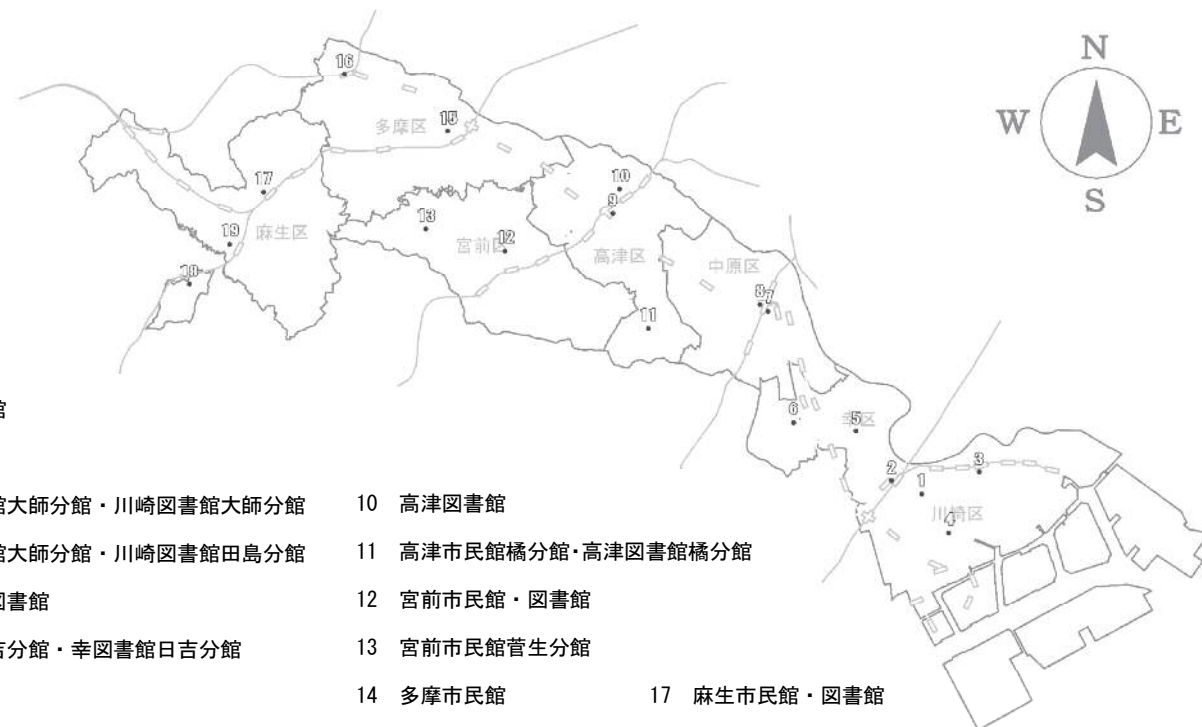 N
W
E
S
16
15
多摩区
10
17
9
13
19
麻生区
宮前区
12
高津区
中原区
18
8
7
11
6
5
幸区
2
3
1
川崎区
4
館
館大師分館・川崎図書館大師分館
館大師分館・川崎図書館田島分館
図書館
吉分館・幸図書館日吉分館
10 高津図書館
11 高津市民館橘分館・高津図書館橘分館
12 宮前市民館・図書館
13 宮前市民館菅生分館
14 多摩市民館
17 麻生市民館・図書館